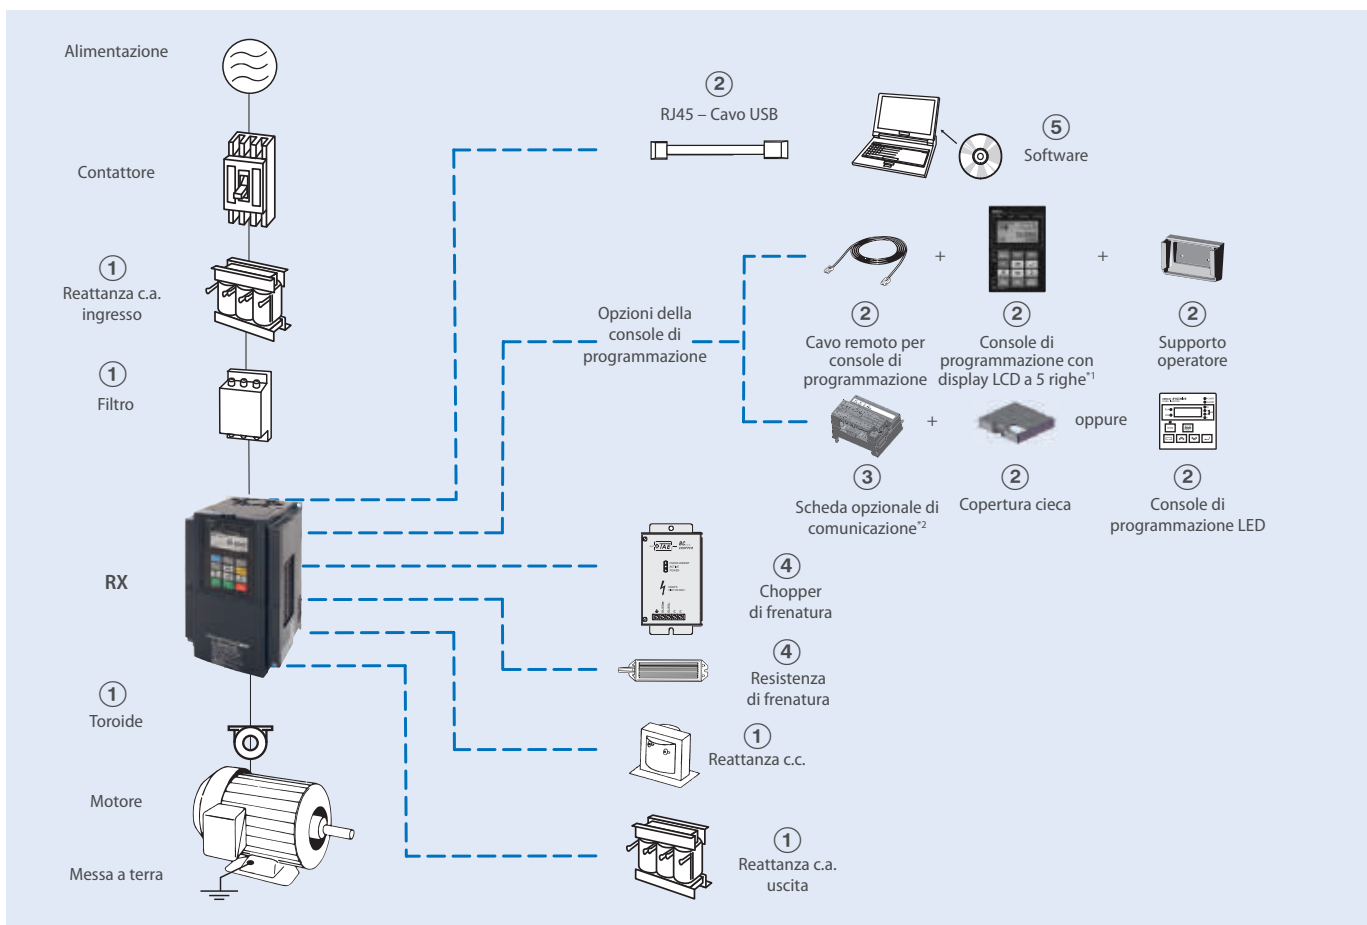 Alimentazione
Contattore
1
Reattanza c.a.
ingresso
1
Filtro
RX
1
Toroide
Motore
Messa a terra
2
RJ45 – Cavo USB
5
Software
Opzioni della
console di
programmazione
+
+
2
Cavo remoto per
console di
programmazione
2
Console di
programmazione con
display LCD a 5 righe*1
2
Supporto
operatore
+
oppure
3
Scheda opzionale di
comunicazione*2
2
Copertura cieca
2
Console di
programmazione LED
4
Chopper
di frenatura
4
Resistenza
di frenatura
1
Reattanza c.c.
1
Reattanza c.a.
uscita